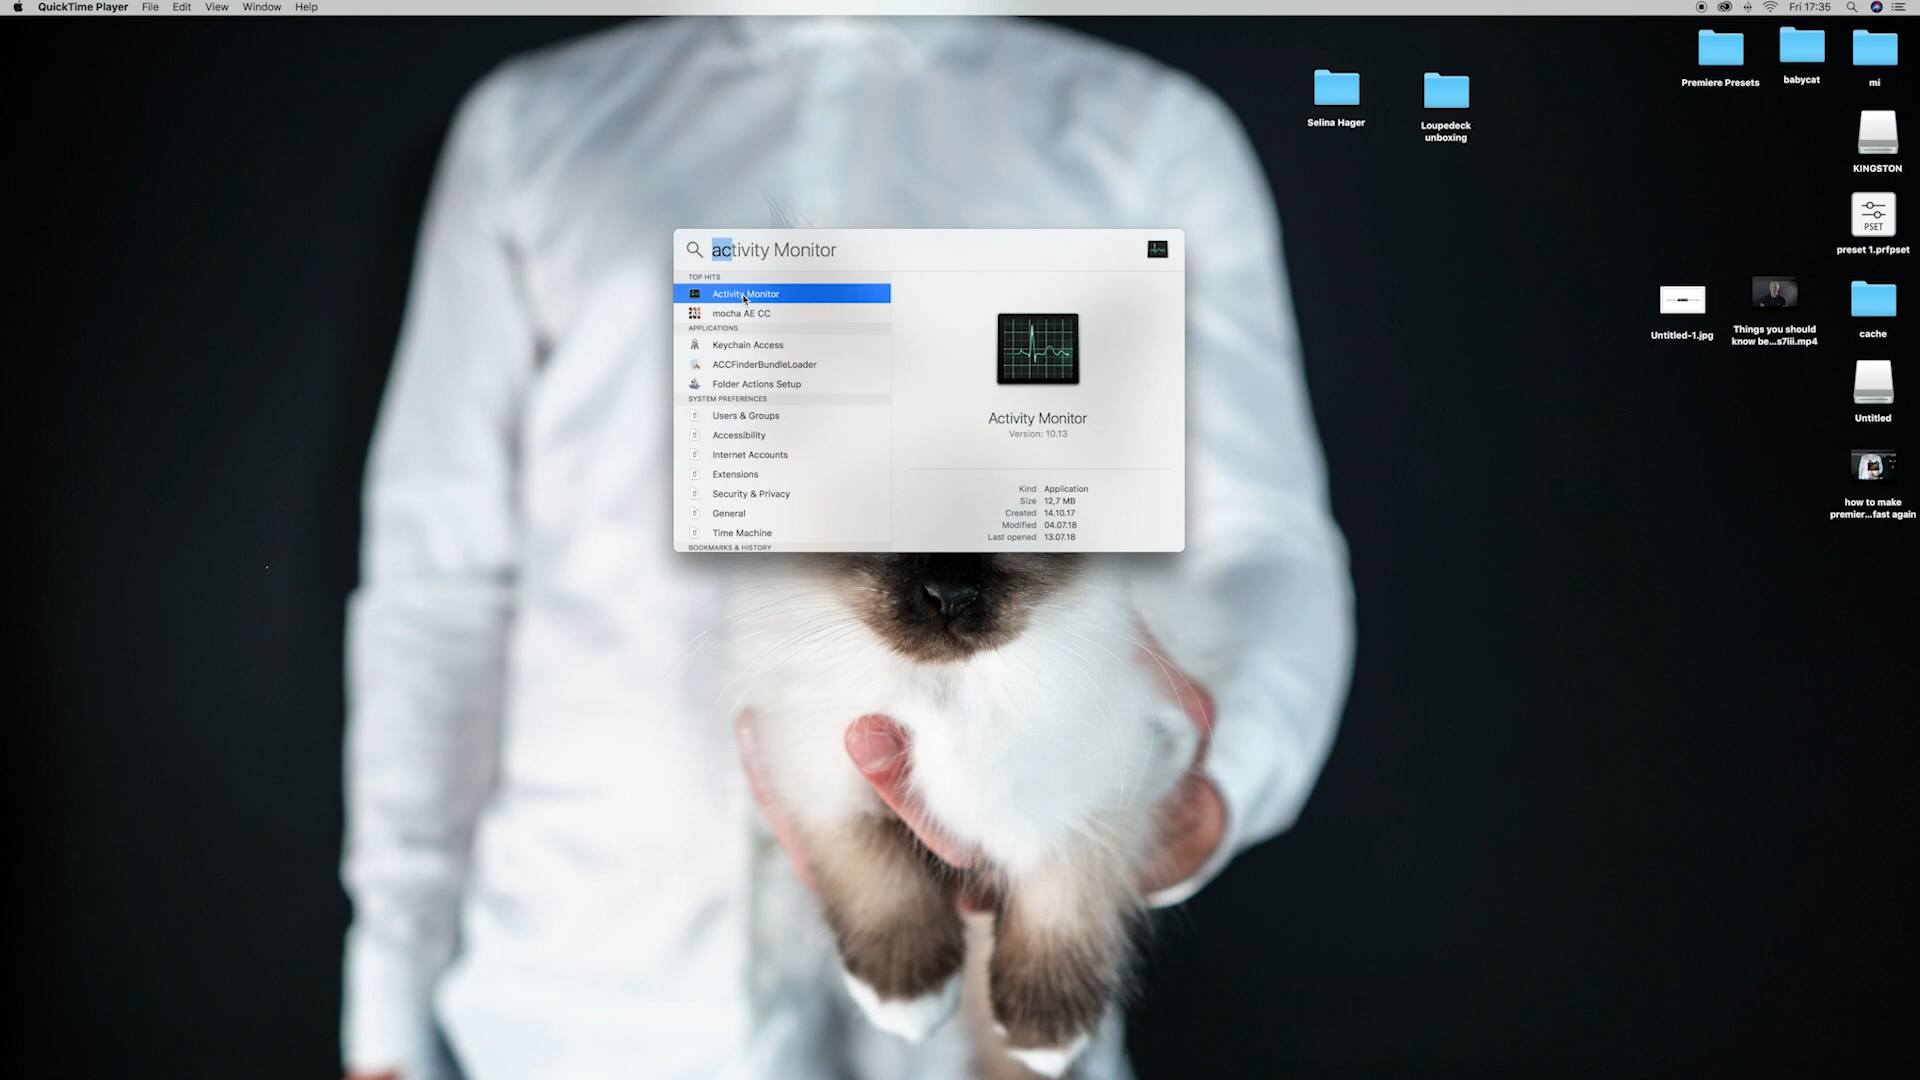 QuickTime Player File Edit View Window Help
Fri 17:35
Premiere Presets
babycat
mi
Selina Hager
Loupedeck
unboxing
KINGSTON
PSET
preset 1.prfpset
Untitled-1.jpg
Things you should
know be...s7iii.mp4
cache
Untitled
how to make
premier...fast again
activity Monitor
TOP HITS
Activity Monitor
mocha AE CC
APPLICATIONS
Keychain Access
ACCFinderBundleLoader
Folder Actions Setup
SYSTEM PREFERENCES
Users & Groups
Accessibility
Internet Accounts
Extensions
Security & Privacy
General
Time Machine
BOOKMARKS & HISTORY
Activity Monitor
Version: 10.13
Kind Application
Size 12,7 MB
Created 14.10.17
Modified 04.07.18
Last opened 13.07.18